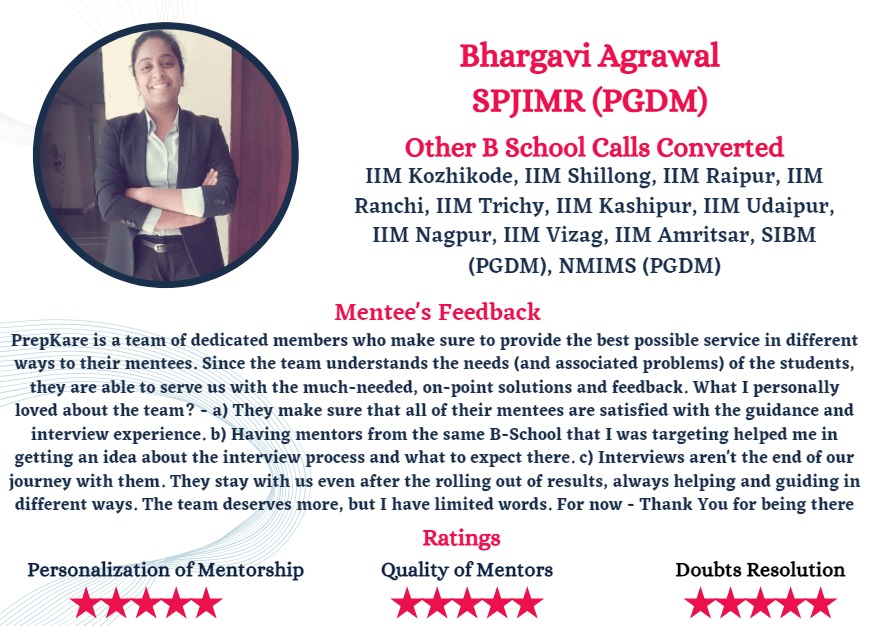 Bhargavi Agrawal
SPJIMR (PGDM)
Other B School Calls Converted
IIM Kozhikode, IIM Shillong, IIM Raipur, IIM
Ranchi, IIM Trichy, IIM Kashipur, IIM Udaipur,
IIM Nagpur, IIM Vizag, IIM Amritsar, SIBM
(PGDM), NMIMS (PGDM)
Mentee's Feedback
PrepKare is a team of dedicated members who make sure to provide the best possible service in different
ways to their mentees. Since the team understands the needs (and associated problems) of the students,
they are able to serve us with the much-needed, on-point solutions and feedback. What I personally
loved about the team? - a) They make sure that all of their mentees are satisfied with the guidance and
interview experience. b) Having mentors from the same B-School that I was targeting helped me in
getting an idea about the interview process and what to expect there. c) Interviews aren't the end of our
journey with them. They stay with us even after the rolling out of results, always helping and guiding in
different ways. The team deserves more, but I have limited words. For now - Thank You for being there
Ratings
Personalization of Mentorship
Quality of Mentors
Doubts Resolution